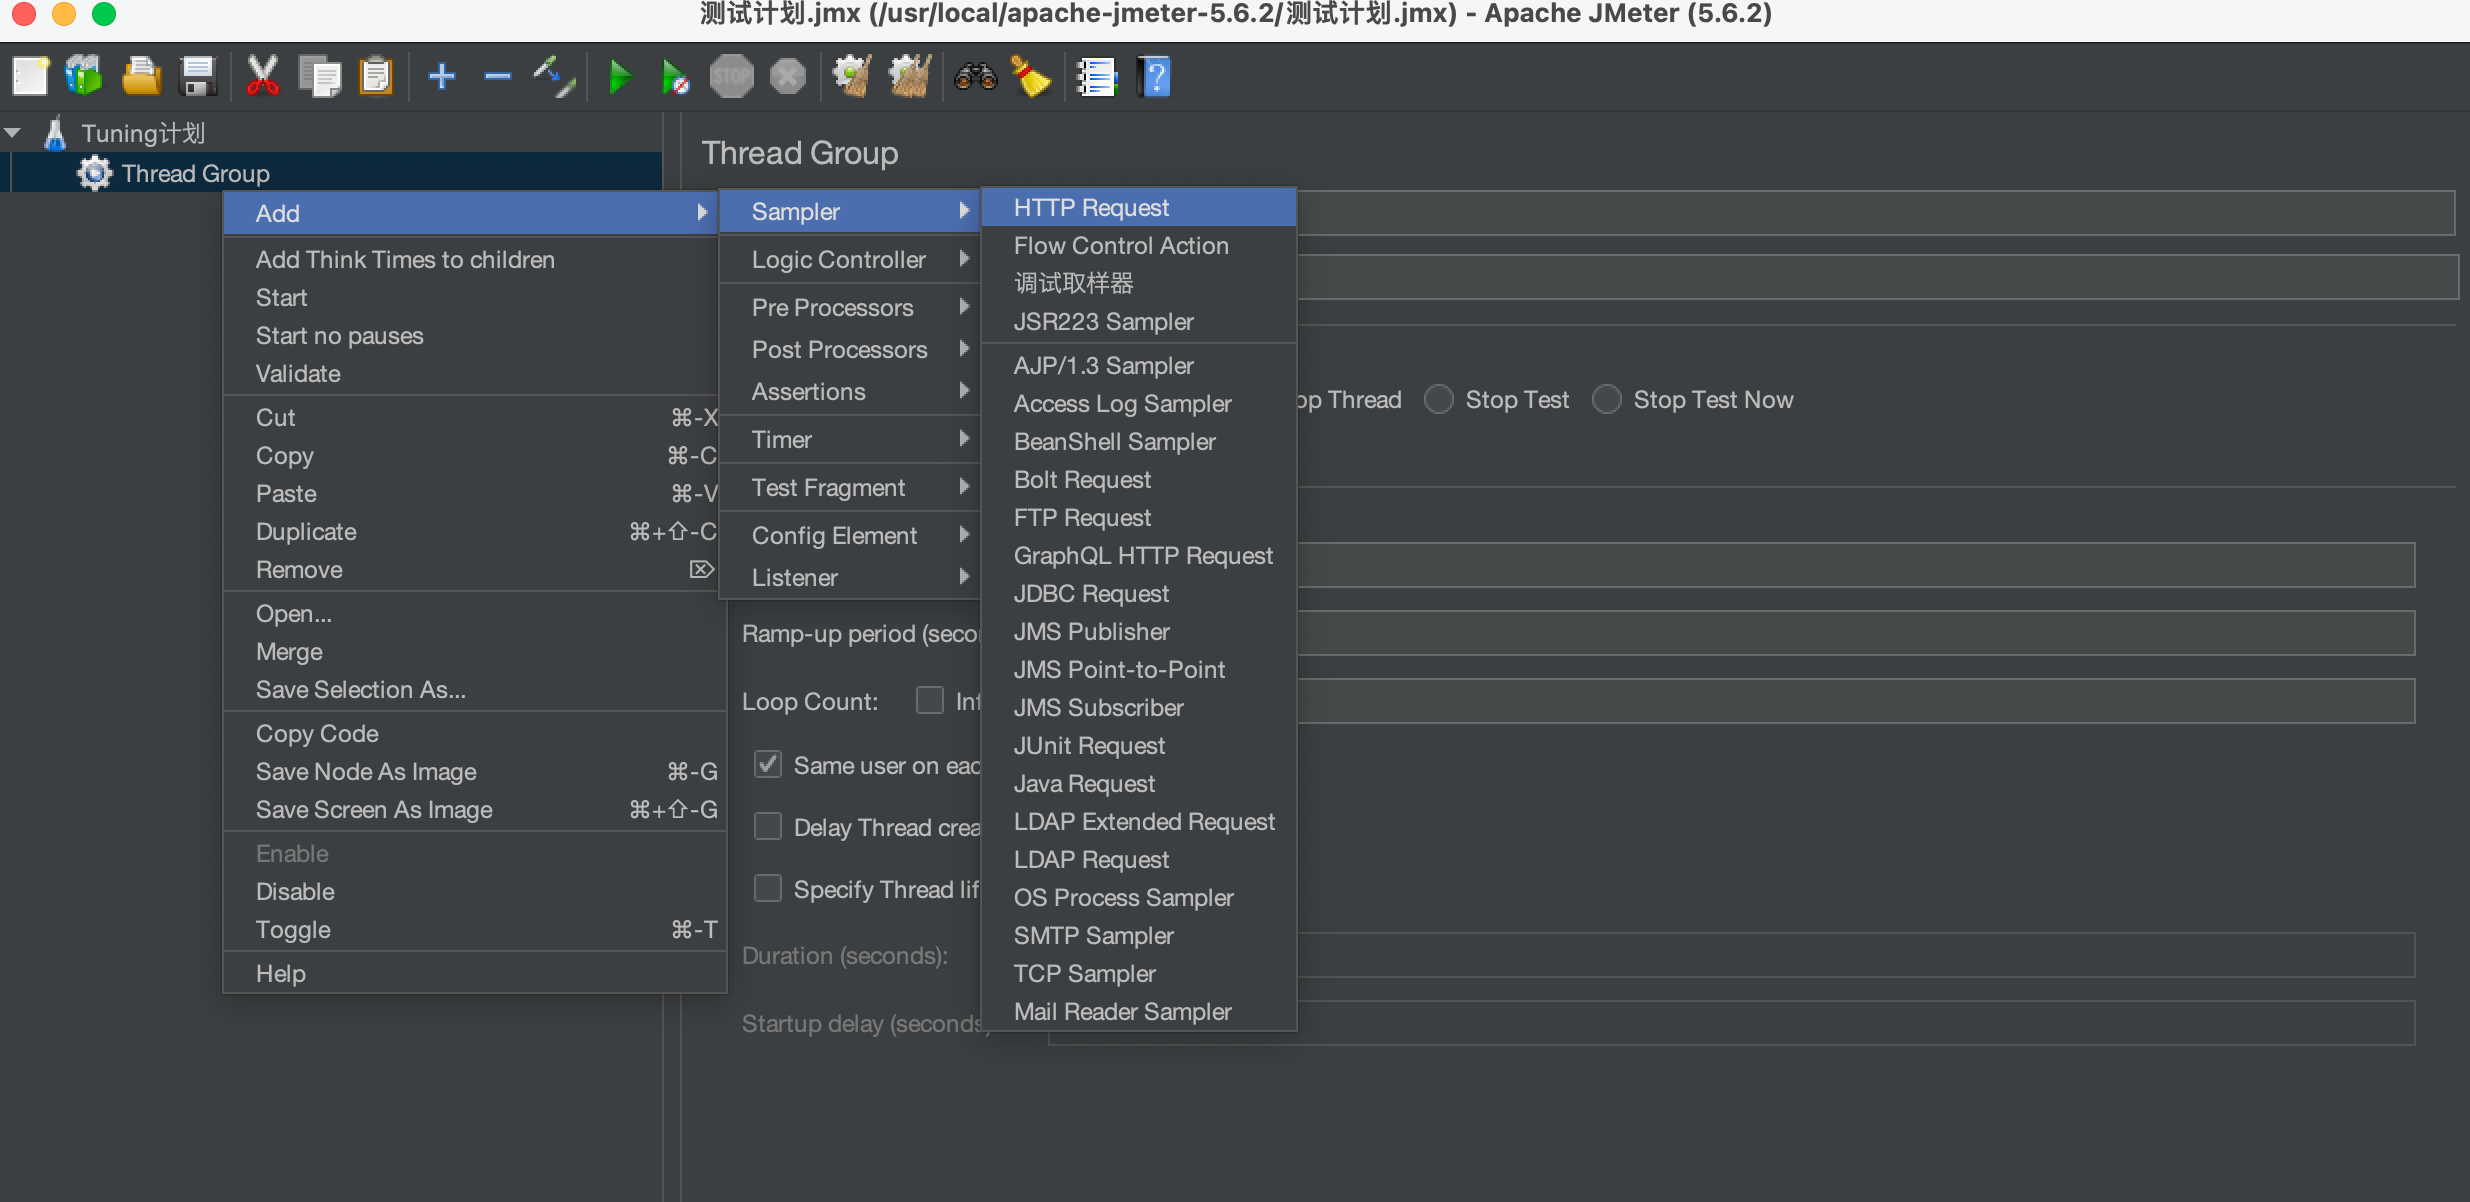 测试计划.jmx (/usr/local/apache-jmeter-5.6.2/测试计划.jmx) - Apache JMeter (5.6.2)
STOP
Tuning计划
Thread Group
Thread Group
Add
Add Think Times to children
Start
Start no pauses
Validate
Cut ⌘-X
Copy ⌘-C
Paste ⌘-V
Duplicate ⌘+⇧-C
Remove ⌦
Open...
Merge
Save Selection As...
Copy Code
Save Node As Image ⌘-G
Save Screen As Image ⌘+⇧-G
Enable
Disable
Toggle ⌘-T
Help
Sampler
Logic Controller
Pre Processors
Post Processors
Assertions
Timer
Test Fragment
Config Element
Listener
HTTP Request
Flow Control Action
调试取样器
JSR223 Sampler
AJP/1.3 Sampler
Access Log Sampler
BeanShell Sampler
Bolt Request
FTP Request
GraphQL HTTP Request
JDBC Request
JMS Publisher
JMS Point-to-Point
JMS Subscriber
JUnit Request
Java Request
LDAP Extended Request
LDAP Request
OS Process Sampler
SMTP Sampler
TCP Sampler
Mail Reader Sampler
op Thread Stop Test Stop Test Now
Ramp-up period (seco
Loop Count: Inf
Same user on eac
Delay Thread crea
Specify Thread lif
Duration (seconds):
Startup delay (seconds)